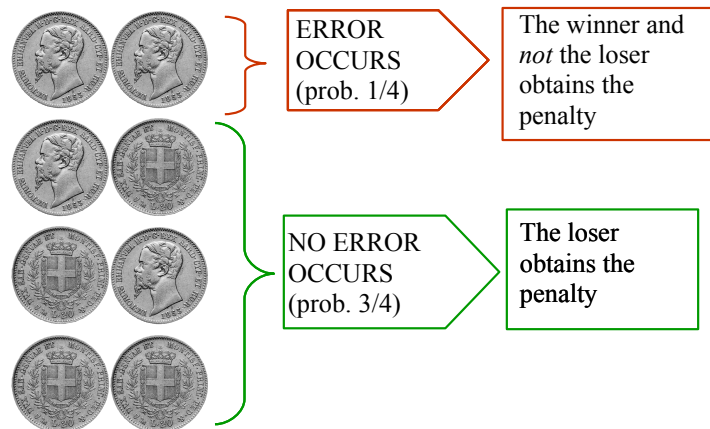 ERROR
OCCURS
(prob. 1/4)
The winner and
not the loser
obtains the
penalty
NO ERROR
OCCURS
(prob. 3/4)
The loser
obtains the
penalty